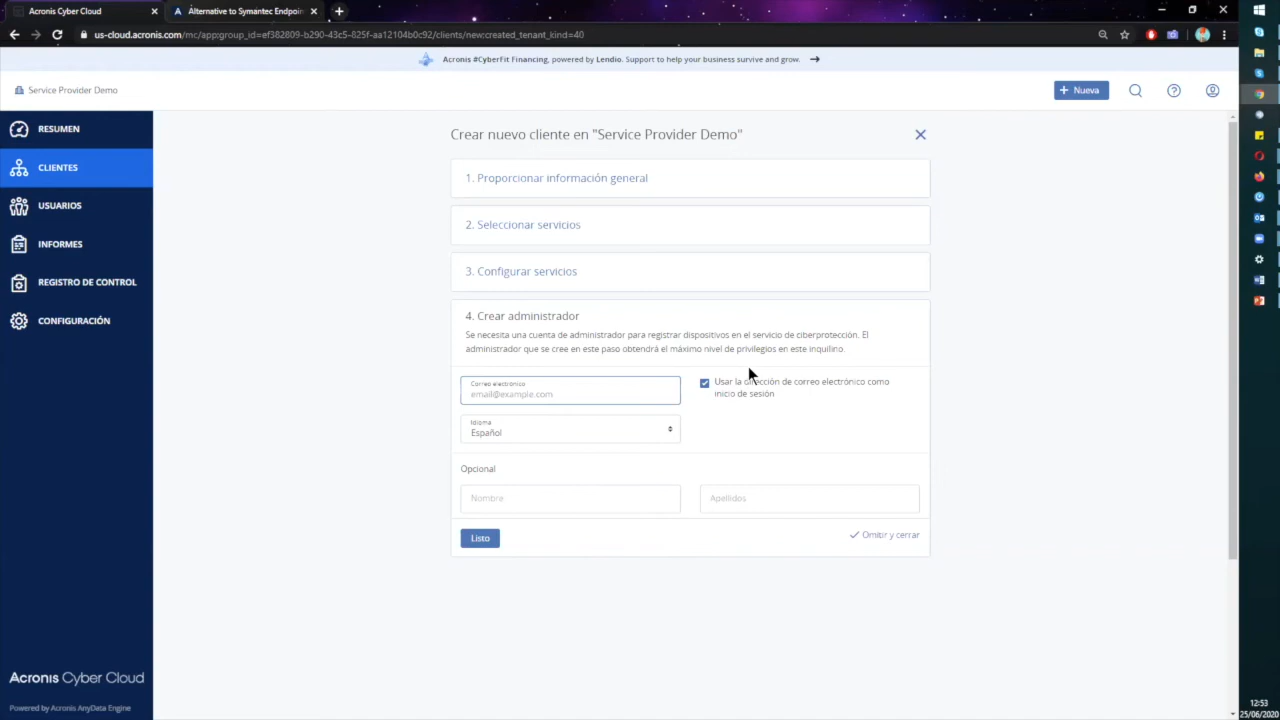 Acronis Cyber Cloud
Alternative to Symantec Endpoin
us-cloud.acronis.com/mc/app;group_id=ef382809-b290-43c5-825f-aa12104b0c92/clients/new;created_tenant_kind=40
Acronis #CyberFit Financing, powered by Lendio. Support to help your business survive and grow.
Service Provider Demo
+ Nueva
RESUMEN
CLIENTES
USUARIOS
INFORMES
REGISTRO DE CONTROL
CONFIGURACIÓN
Crear nuevo cliente en "Service Provider Demo"
1. Proporcionar información general
2. Seleccionar servicios
3. Configurar servicios
4. Crear administrador
Se necesita una cuenta de administrador para registrar dispositivos en el servicio de ciberprotección. El
administrador que se cree en este paso obtendrá el máximo nivel de privilegios en este inquilino.
Correo electrónico
email@example.com
Usar la dirección de correo electrónico como
inicio de sesión
Idioma
Español
Opcional
Nombre
Apellidos
Listo
Omitir y cerrar
Acronis Cyber Cloud
Powered by Acronis AnyData Engine
12:53
25/06/2020